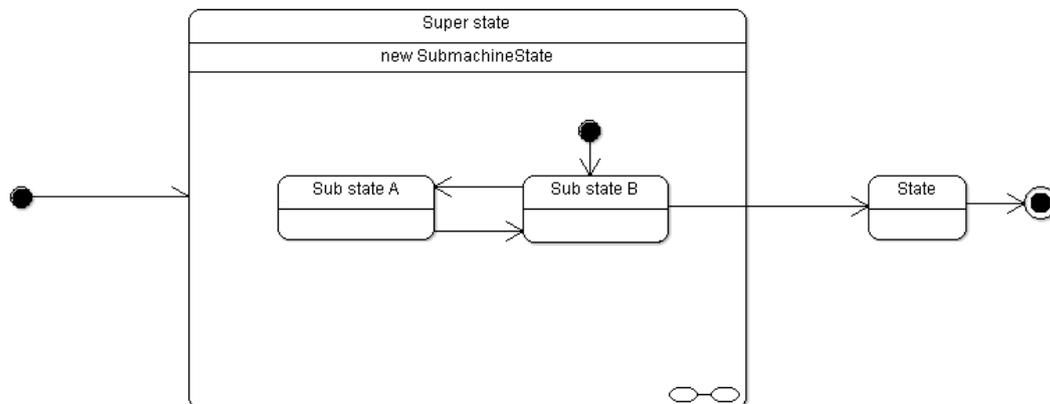 Super state
new SubmachineState
Sub state A
Sub state B
State